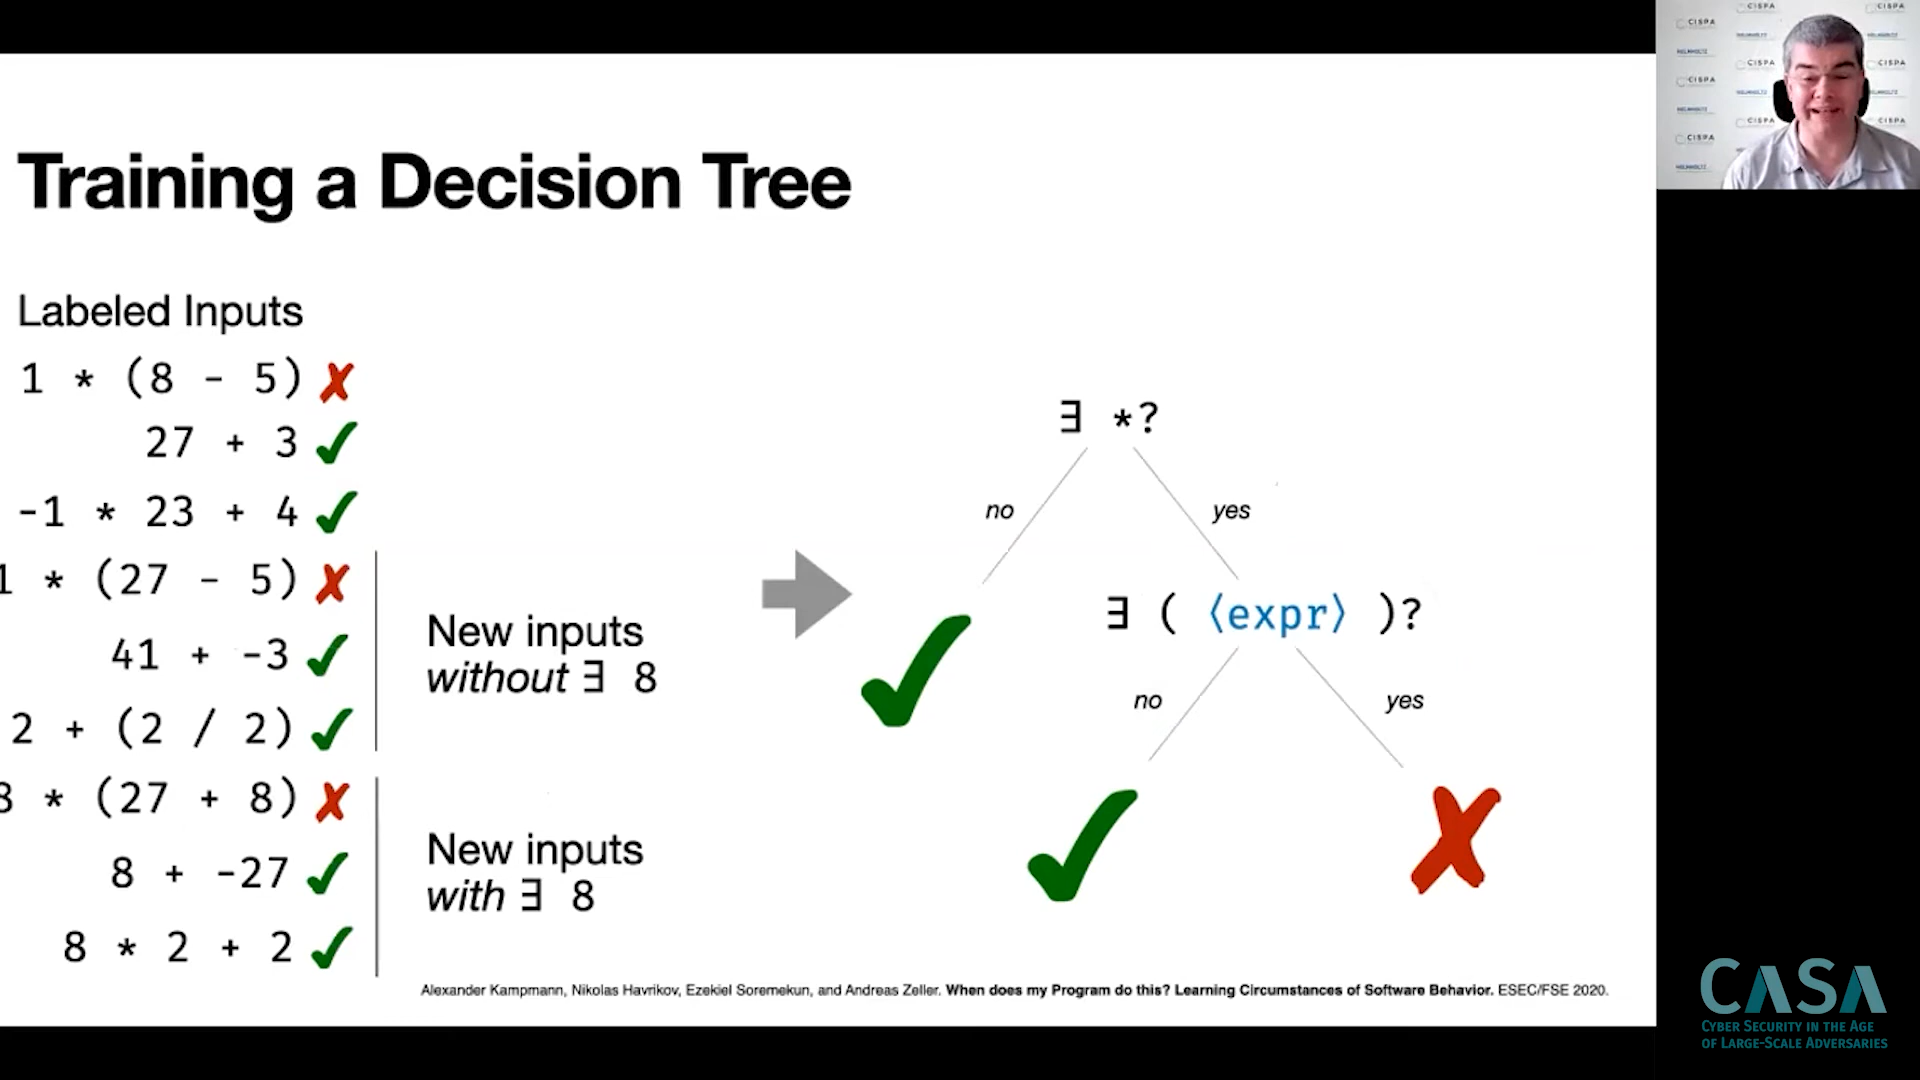 Training a Decision Tree
Labeled Inputs
1 * (8 - 5) ✘
27 + 3 ✔
-1 * 23 + 4 ✔
1 * (27 - 5) ✘
41 + -3 ✔
2 + (2 / 2) ✔
8 * (27 + 8) ✘
8 + -27 ✔
8 * 2 + 2 ✔
New inputs
without ∃ 8
New inputs
with ∃ 8
∃ *?
no
yes
∃ ( ⟨expr⟩ )?
no
yes
Alexander Kampmann, Nikolas Havrikov, Ezekiel Soremekun, and Andreas Zeller. When does my Program do this? Learning Circumstances of Software Behavior. ESEC/FSE 2020.
CISPA
HELMHOLTZ
CASA
CYBER SECURITY IN THE AGE
OF LARGE-SCALE ADVERSARIES